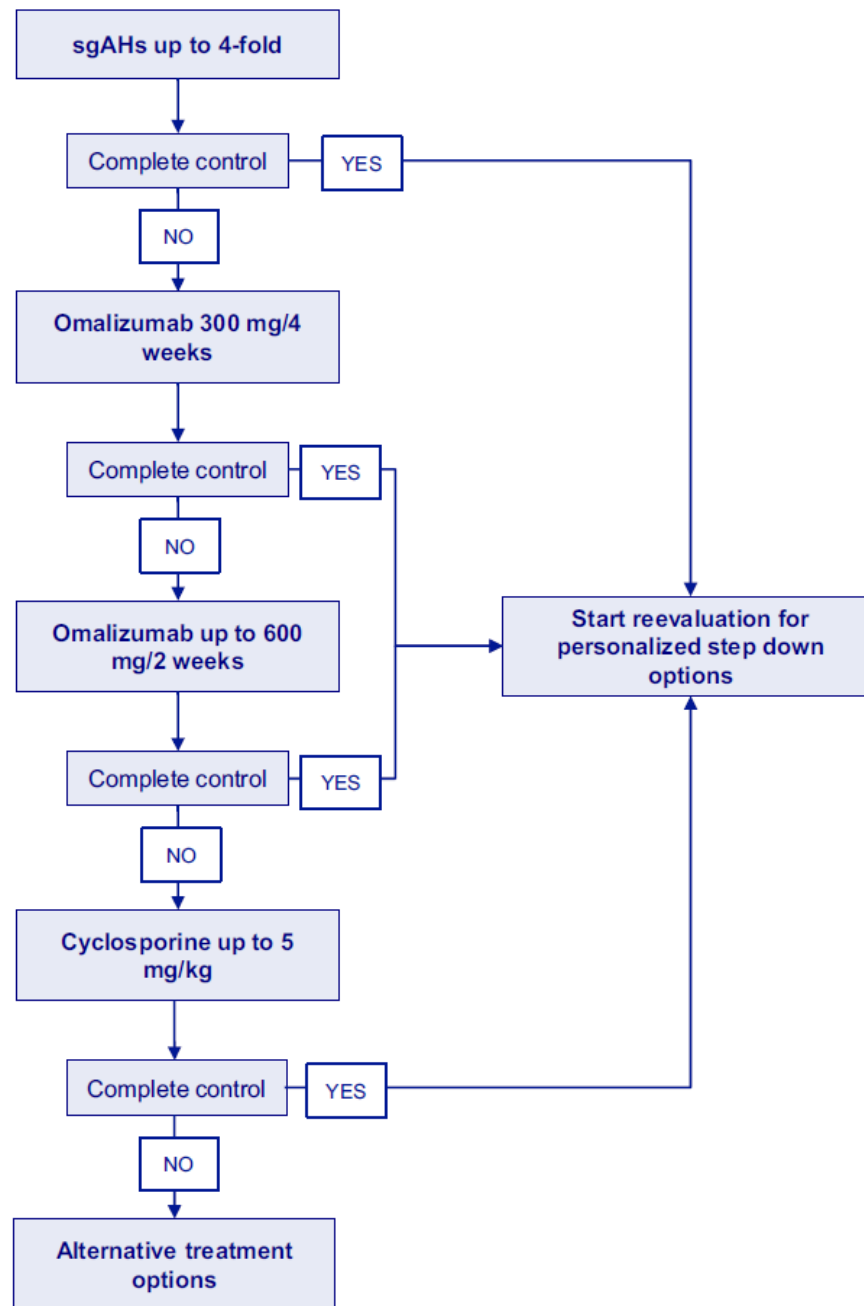 sgAHs up to 4-fold
Complete control
YES
NO
Omalizumab 300 mg/4
weeks
Complete control
YES
NO
Omalizumab up to 600
mg/2 weeks
Start reevaluation for
personalized step down
options
Complete control
YES
NO
Cyclosporine up to 5
mg/kg
Complete control
YES
NO
Alternative treatment
options